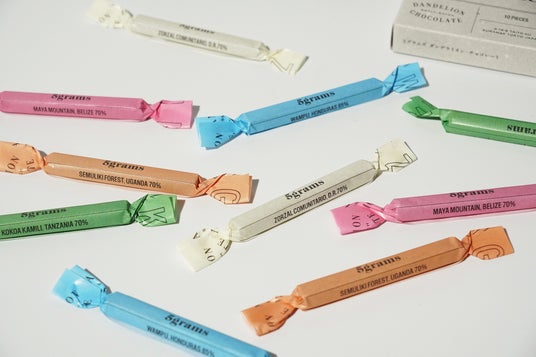 5grams
ZORZAL COMUNITARIO, D.R. 70%
DANDELION
CHOCOLATE
10 PIECES
5grams
MAYA MOUNTAIN, BELIZE 70%
5grams
WAMPU, HONDURAS 85%
5grams
5grams
SEMULIKI FOREST, UGANDA 70%
5grams
ZORZAL COMUNITARIO, D.R. 70%
5grams
MAYA MOUNTAIN, BELIZE 70%
5grams
KOKOA KAMILI, TANZANIA 70%
5grams
SEMULIKI FOREST, UGANDA 70%
5grams
WAMPU, HONDURAS 85%